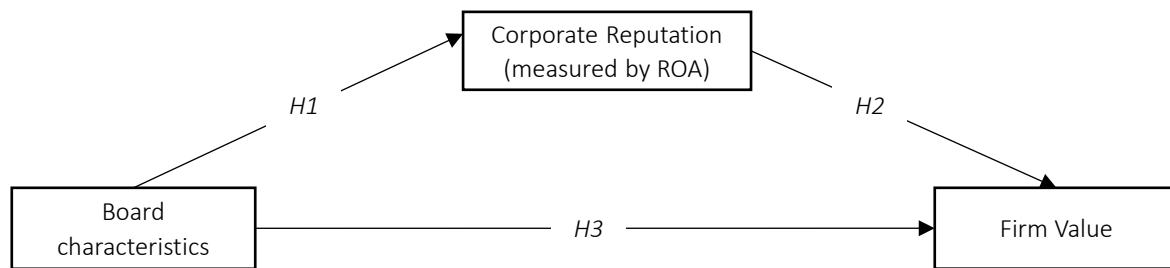 Corporate Reputation
(measured by ROA)
H1
H2
Board
characteristics
H3
Firm Value